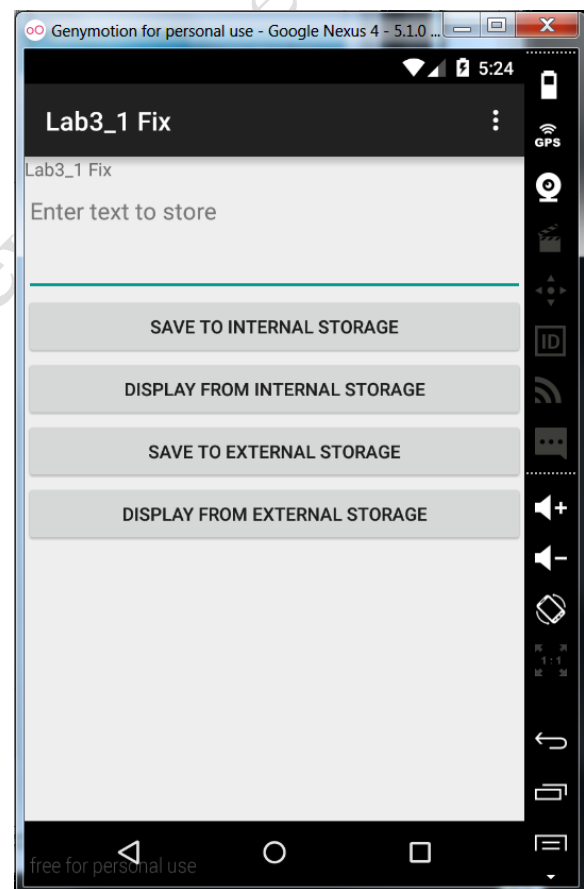 Genymotion for personal use - Google Nexus 4 - 5.1.0 ...
5:24
Lab3_1 Fix
GPS
Lab3_1 Fix
Enter text to store
SAVE TO INTERNAL STORAGE
ID
DISPLAY FROM INTERNAL STORAGE
SAVE TO EXTERNAL STORAGE
DISPLAY FROM EXTERNAL STORAGE
1:1
free for personal use